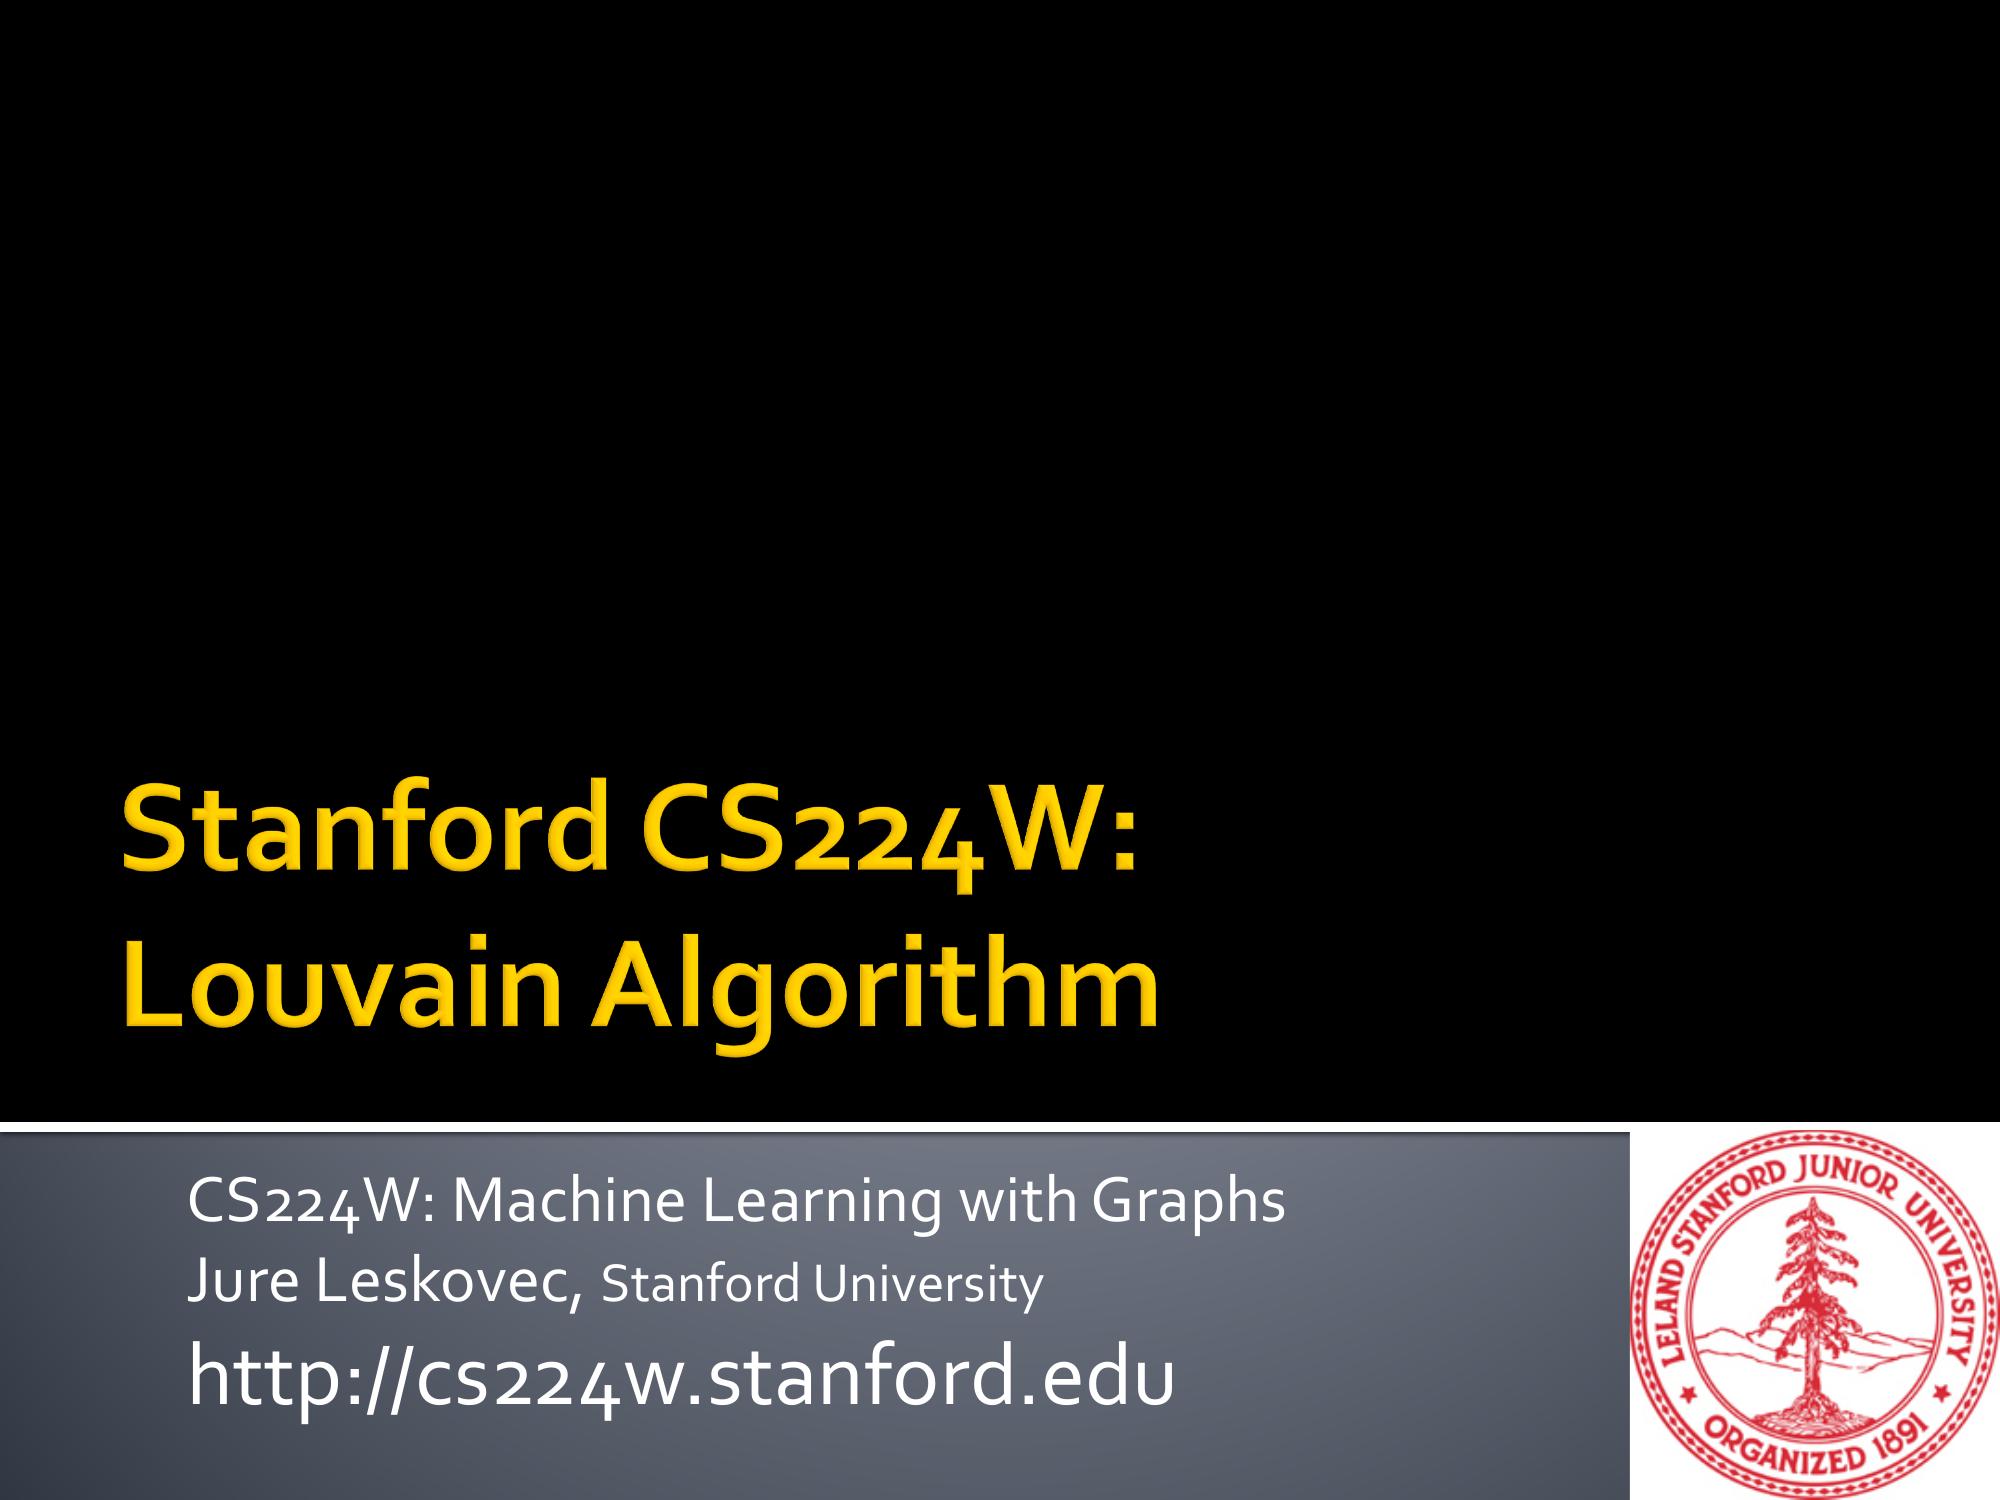 Stanford CS224W:
Louvain Algorithm
CS224W: Machine Learning with Graphs
Jure Leskovec, Stanford University
http://cs224w.stanford.edu
LELAND STANFORD JUNIOR UNIVERSITY
ORGANIZED 1891